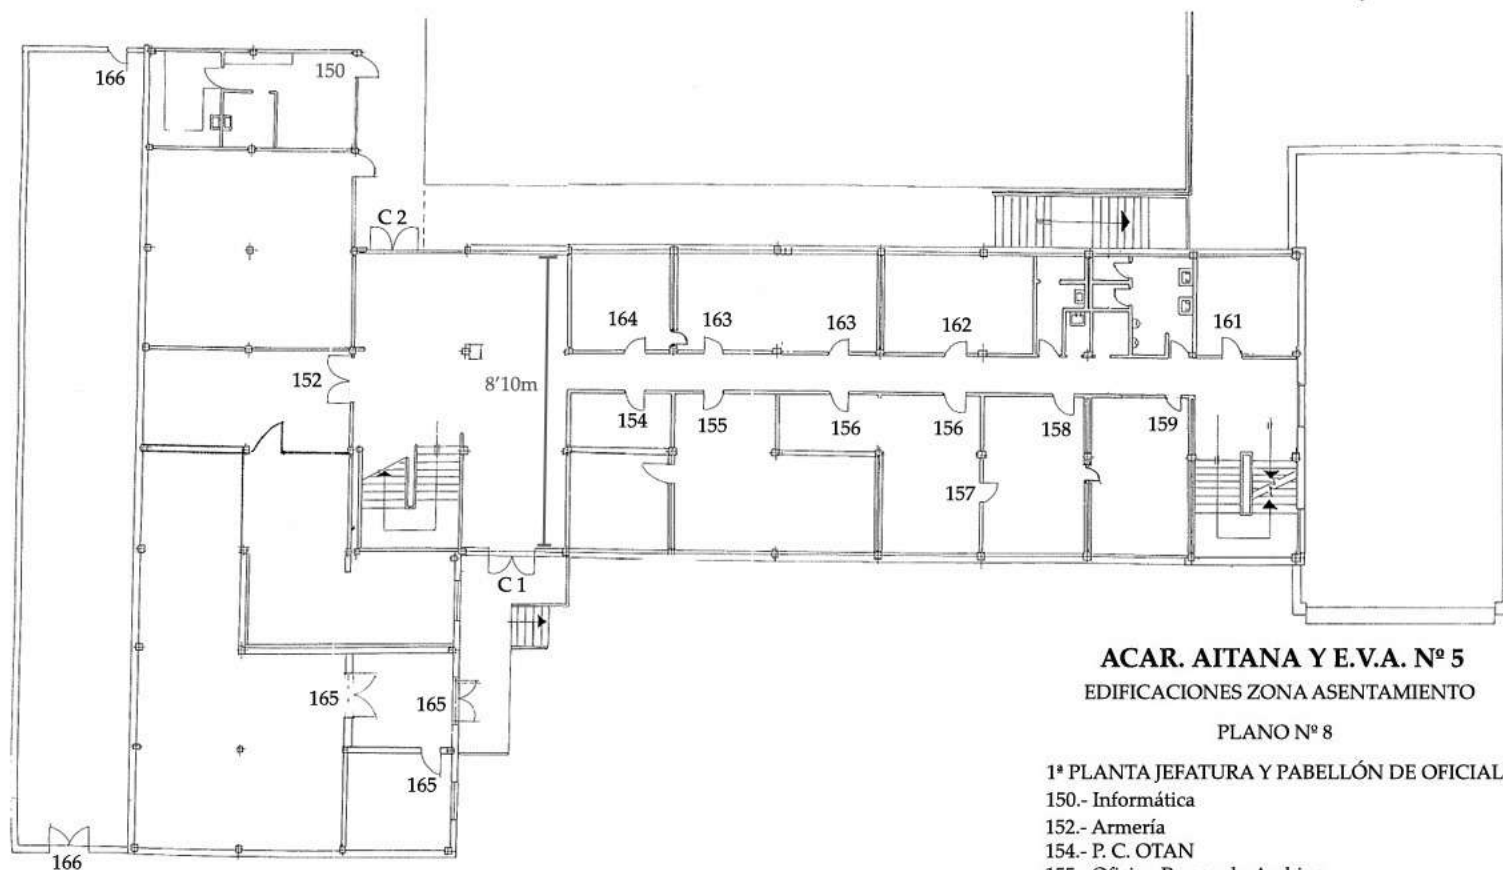 166
150
C 2
164
163
163
162
161
152
8'10m
154
155
156
156
158
159
157
C 1
165
165
165
166
ACAR. AITANA Y E.V.A. Nº 5
EDIFICACIONES ZONA ASENTAMIENTO
PLANO Nº 8
1ª PLANTA JEFATURA Y PABELLÓN DE OFICIAL
150.- Informática
152.- Armería
154.- P. C. OTAN